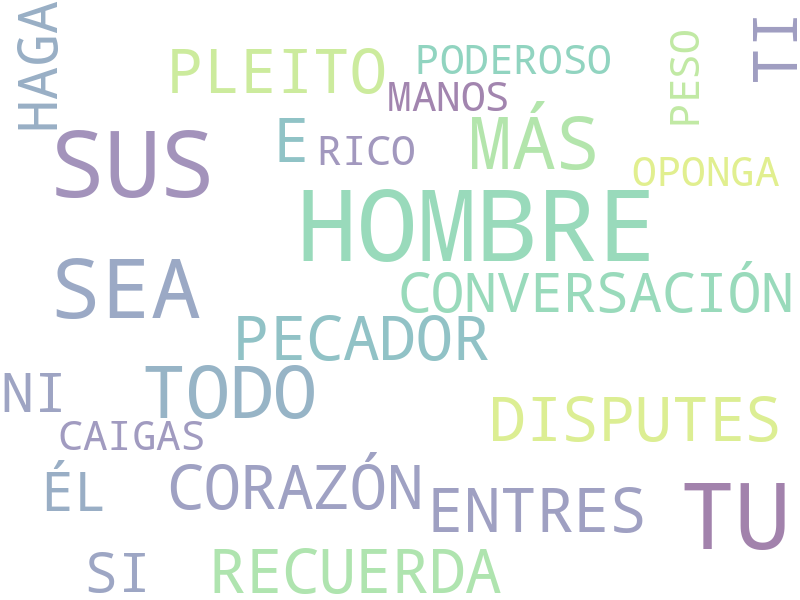 HAGA
PLEITO
PODEROSO
PESO
TI
MANOS
SUS
E
RICO
MÁS
OPONGA
HOMBRE
SEA
CONVERSACIÓN
PECADOR
NI
TODO
CAIGAS
DISPUTES
ÉL
CORAZÓN
ENTRES
TU
SI
RECUERDA